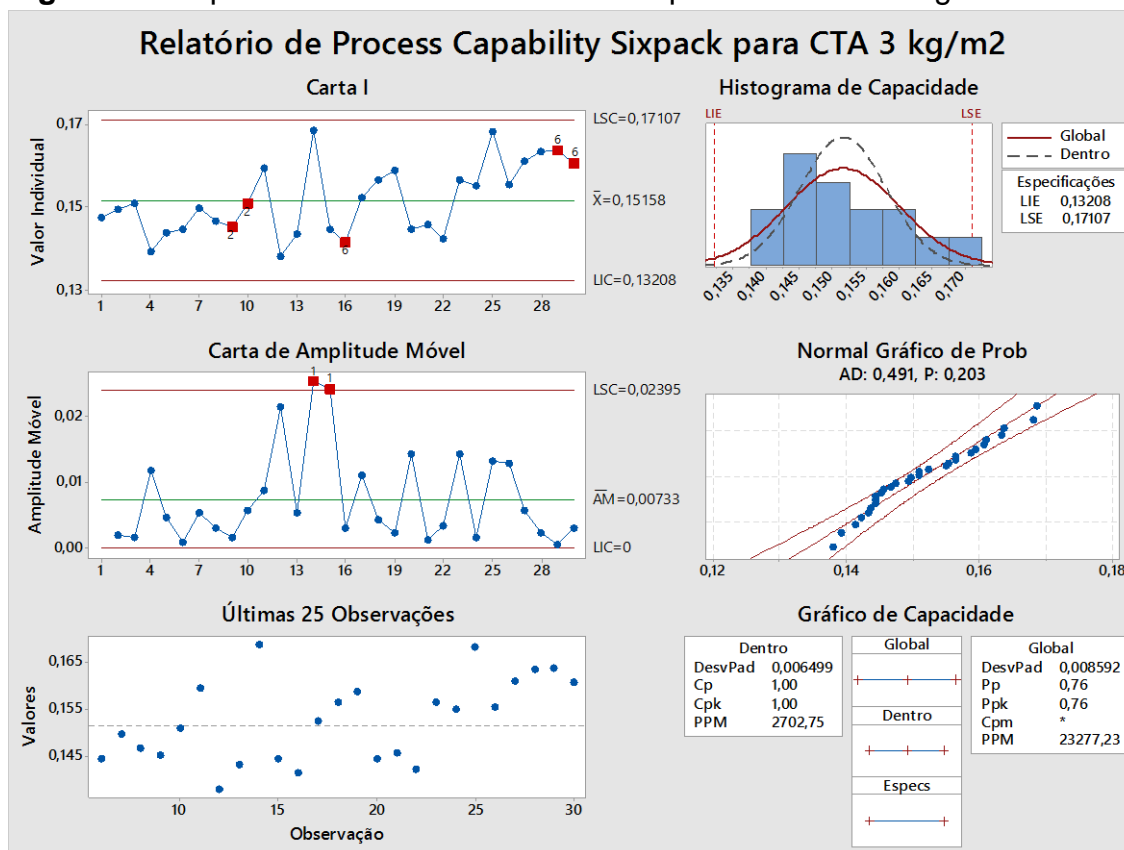 Relatório de Process Capability Sixpack para CTA 3 kg/m2
Carta I
Valor Individual
0,17
0,15
0,13
2
2
6
6
6
LSC=0,17107
X=0,15158
LIC=0,13208
1 4 7 10 13 16 19 22 25 28
Histograma de Capacidade
LIE
LSE
Global
Dentro
Especificações
LIE 0,13208
LSE 0,17107
0,135 0,140 0,145 0,150 0,155 0,160 0,165 0,170
Carta de Amplitude Móvel
Amplitude Móvel
0,02
0,01
0,00
1
1
LSC=0,02395
AM=0,00733
LIC=0
1 4 7 10 13 16 19 22 25 28
Normal Gráfico de Prob
AD: 0,491, P: 0,203
0,12 0,14 0,16 0,18
Últimas 25 Observações
Valores
0,165
0,155
0,145
10 15 20 25 30
Observação
Gráfico de Capacidade
Dentro
DesvPad 0,006499
Cp 1,00
Cpk 1,00
PPM 2702,75
Global
Dentro
Especs
Global
DesvPad 0,008592
Pp 0,76
Ppk 0,76
Cpm *
PPM 23277,23